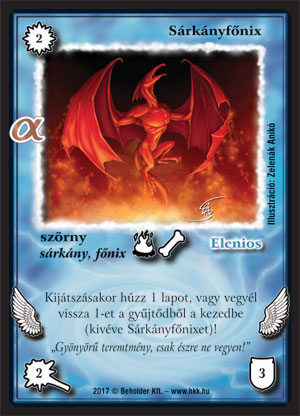 2
Sárkányfőnix
α
Illusztráció: Zelenák Anikó
szörny
sárkány, főnix
Elenios
Kijátszásakor húzz 1 lapot, vagy vegyél
vissza 1-et a gyűjtődből a kezedbe
(kivéve Sárkányfőnixet)!
„Gyönyörű teremtmény, csak észre ne vegyen!”
2
2017 © Beholder Kft. – www.hkk.hu
3